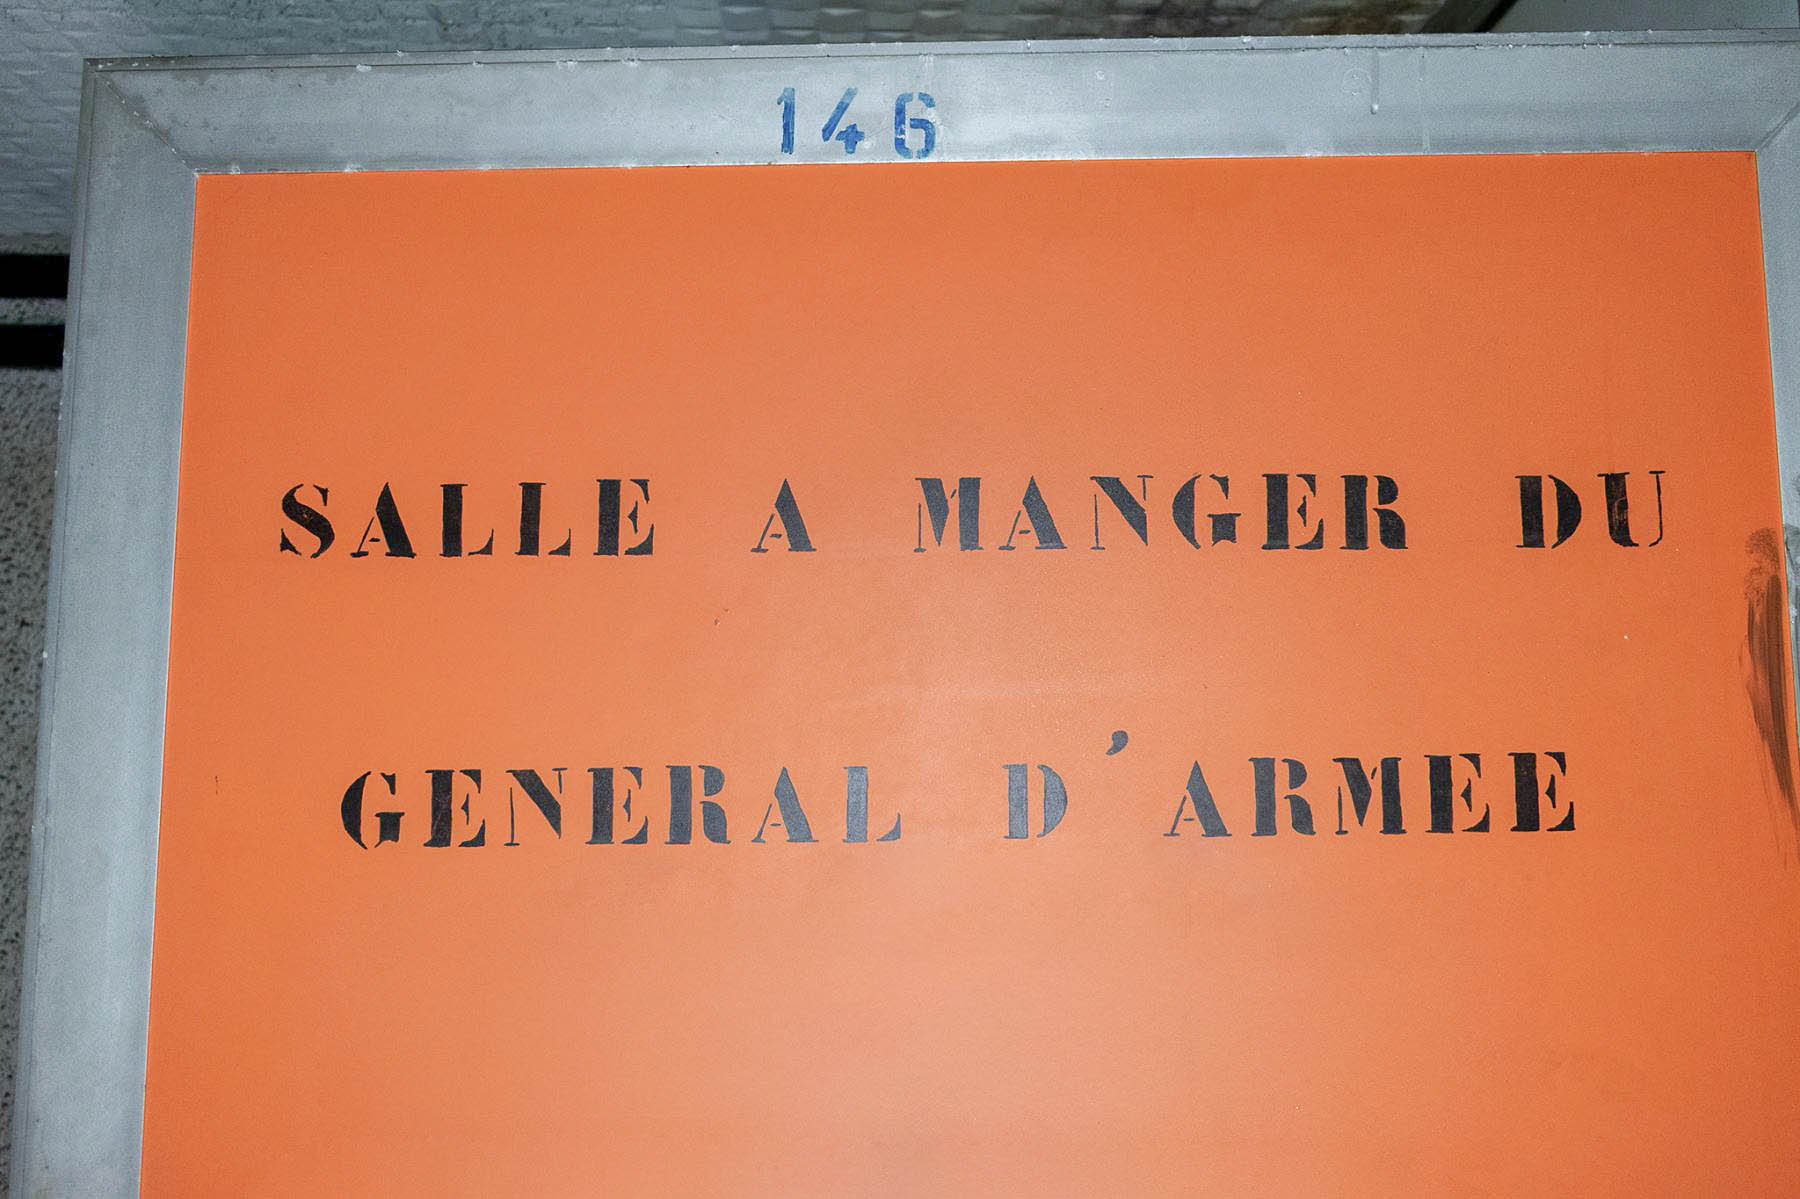 146
SALLE A MANGER DU
GENERAL D'ARMEE